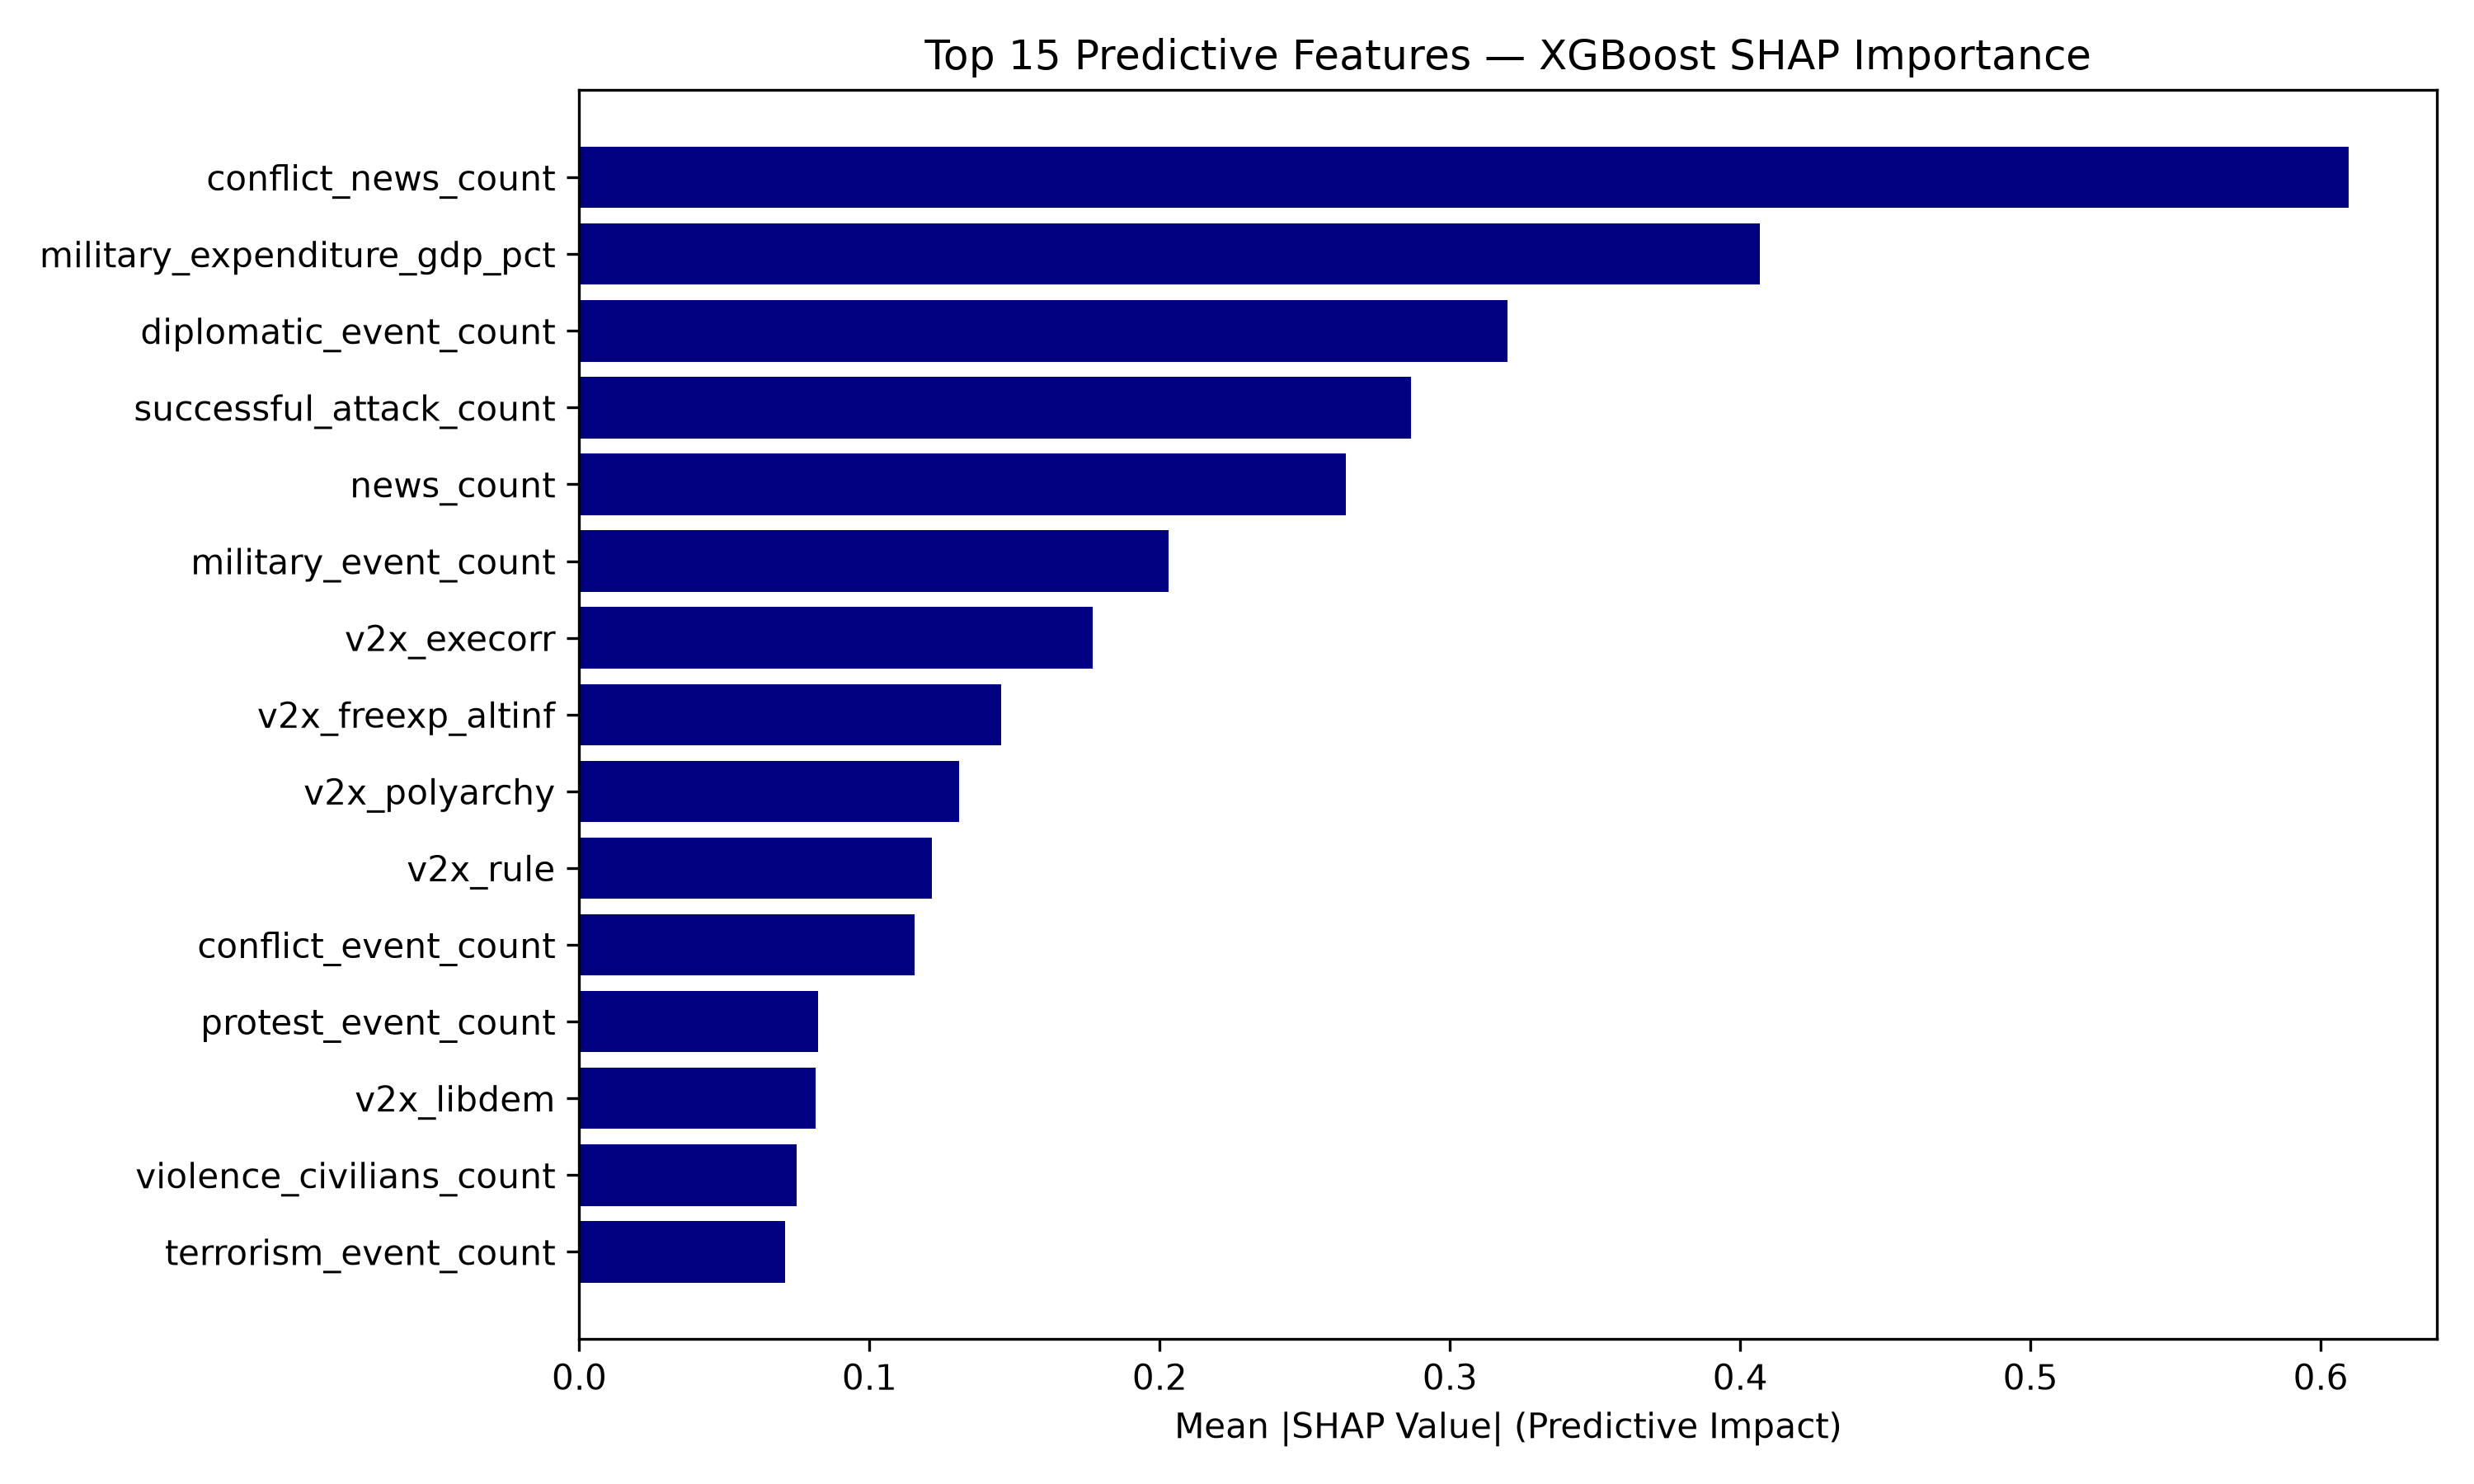 Top 15 Predictive Features — XGBoost SHAP Importance
conflict_news_count
military_expenditure_gdp_pct
diplomatic_event_count
successful_attack_count
news_count
military_event_count
v2x_execorr
v2x_freexp_altinf
v2x_polyarchy
v2x_rule
conflict_event_count
protest_event_count
v2x_libdem
violence_civilians_count
terrorism_event_count
0.0 0.1 0.2 0.3 0.4 0.5 0.6
Mean |SHAP Value| (Predictive Impact)